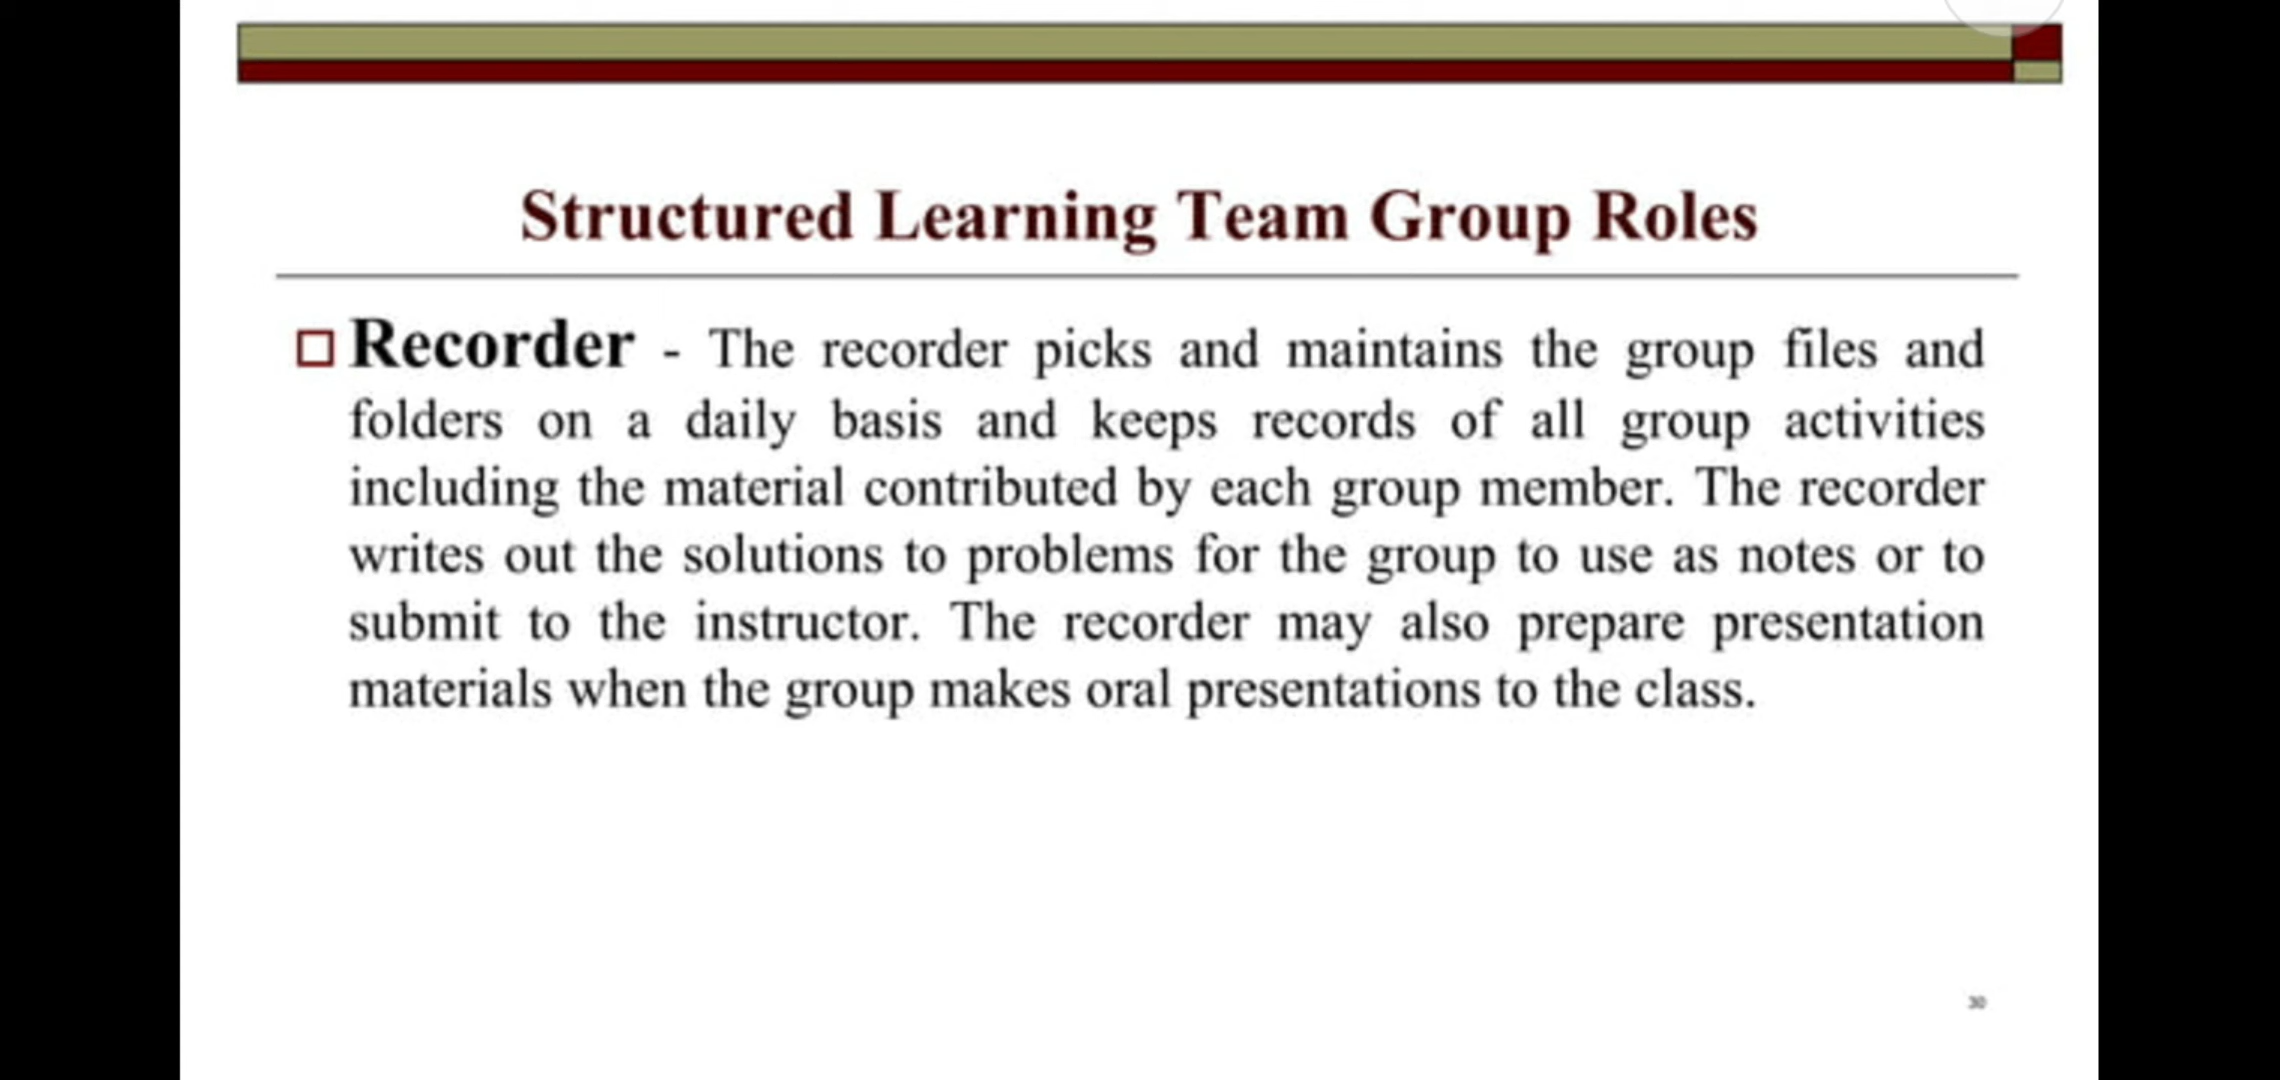 Structured Learning Team Group Roles
Recorder - The recorder picks and maintains the group files and
folders on a daily basis and keeps records of all group activities
including the material contributed by each group member. The recorder
writes out the solutions to problems for the group to use as notes or to
submit to the instructor. The recorder may also prepare presentation
materials when the group makes oral presentations to the class.
30